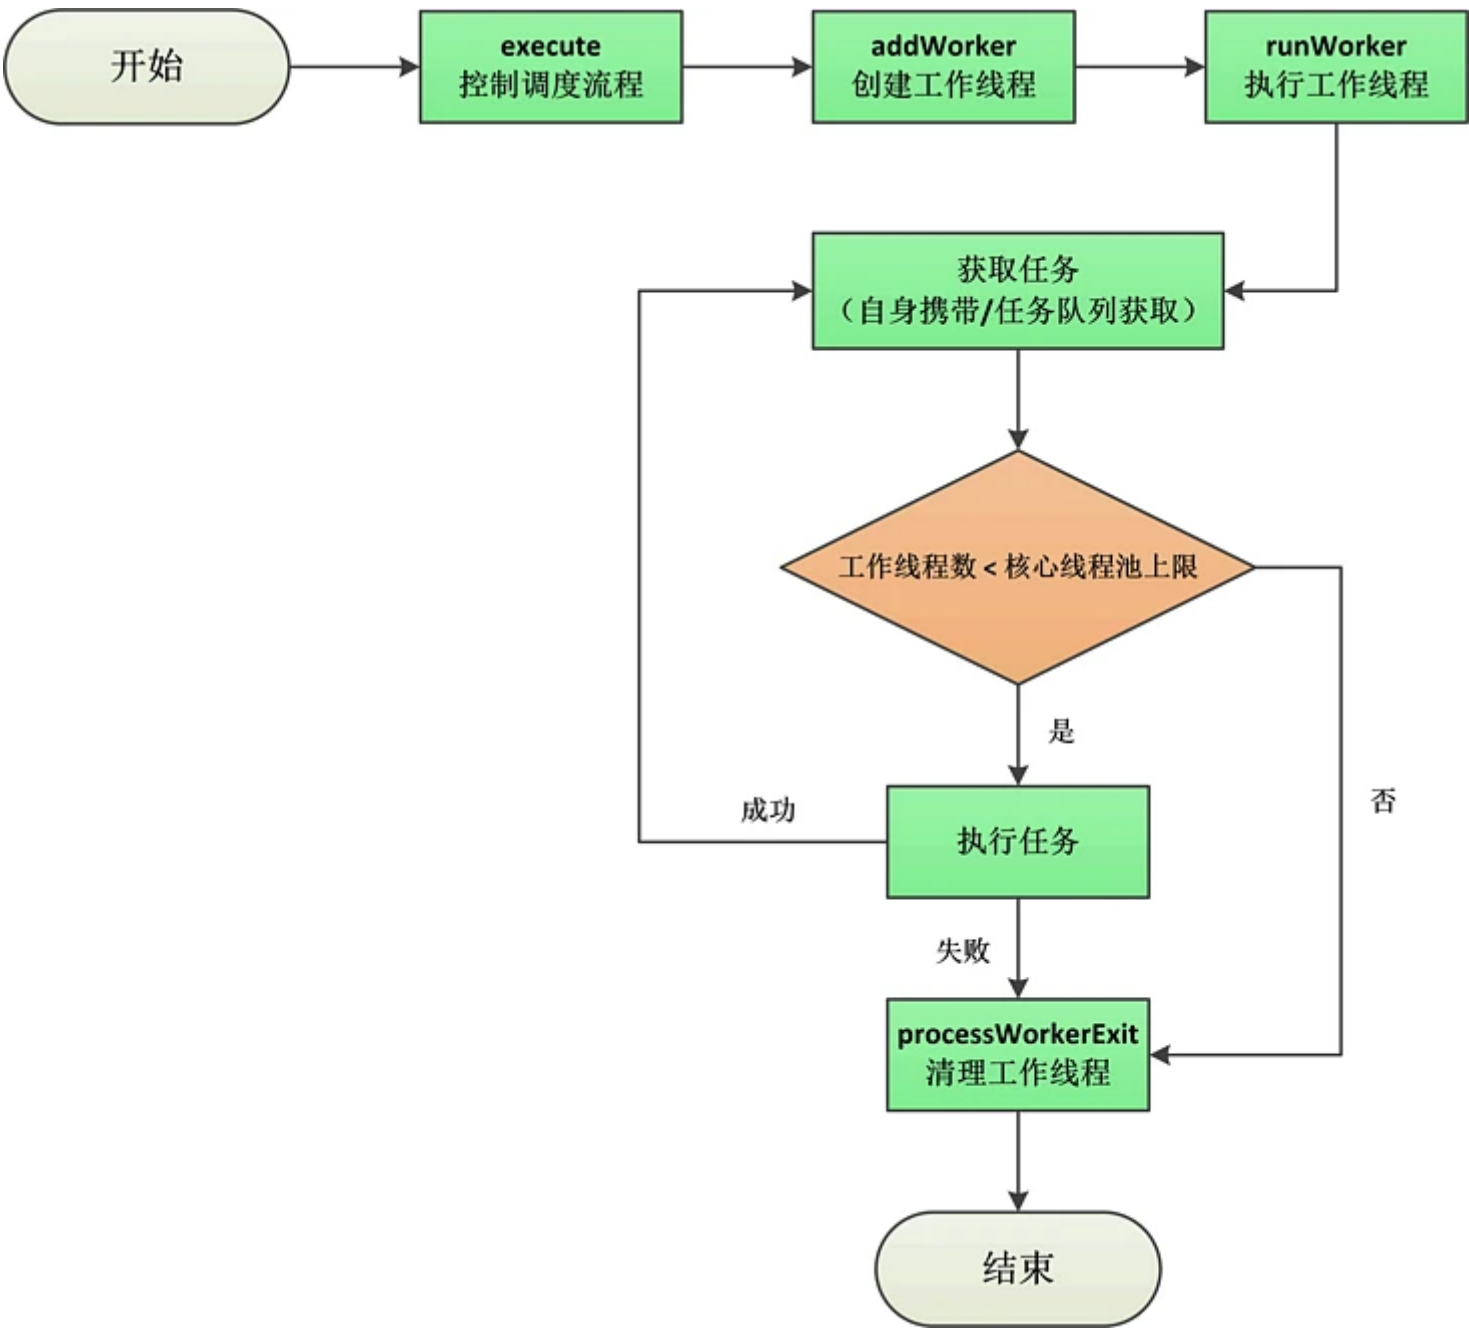 开始
execute
控制调度流程
addWorker
创建工作线程
runWorker
执行工作线程
获取任务
（自身携带/任务队列获取）
工作线程数 < 核心线程池上限
是
否
成功
执行任务
失败
processWorkerExit
清理工作线程
结束